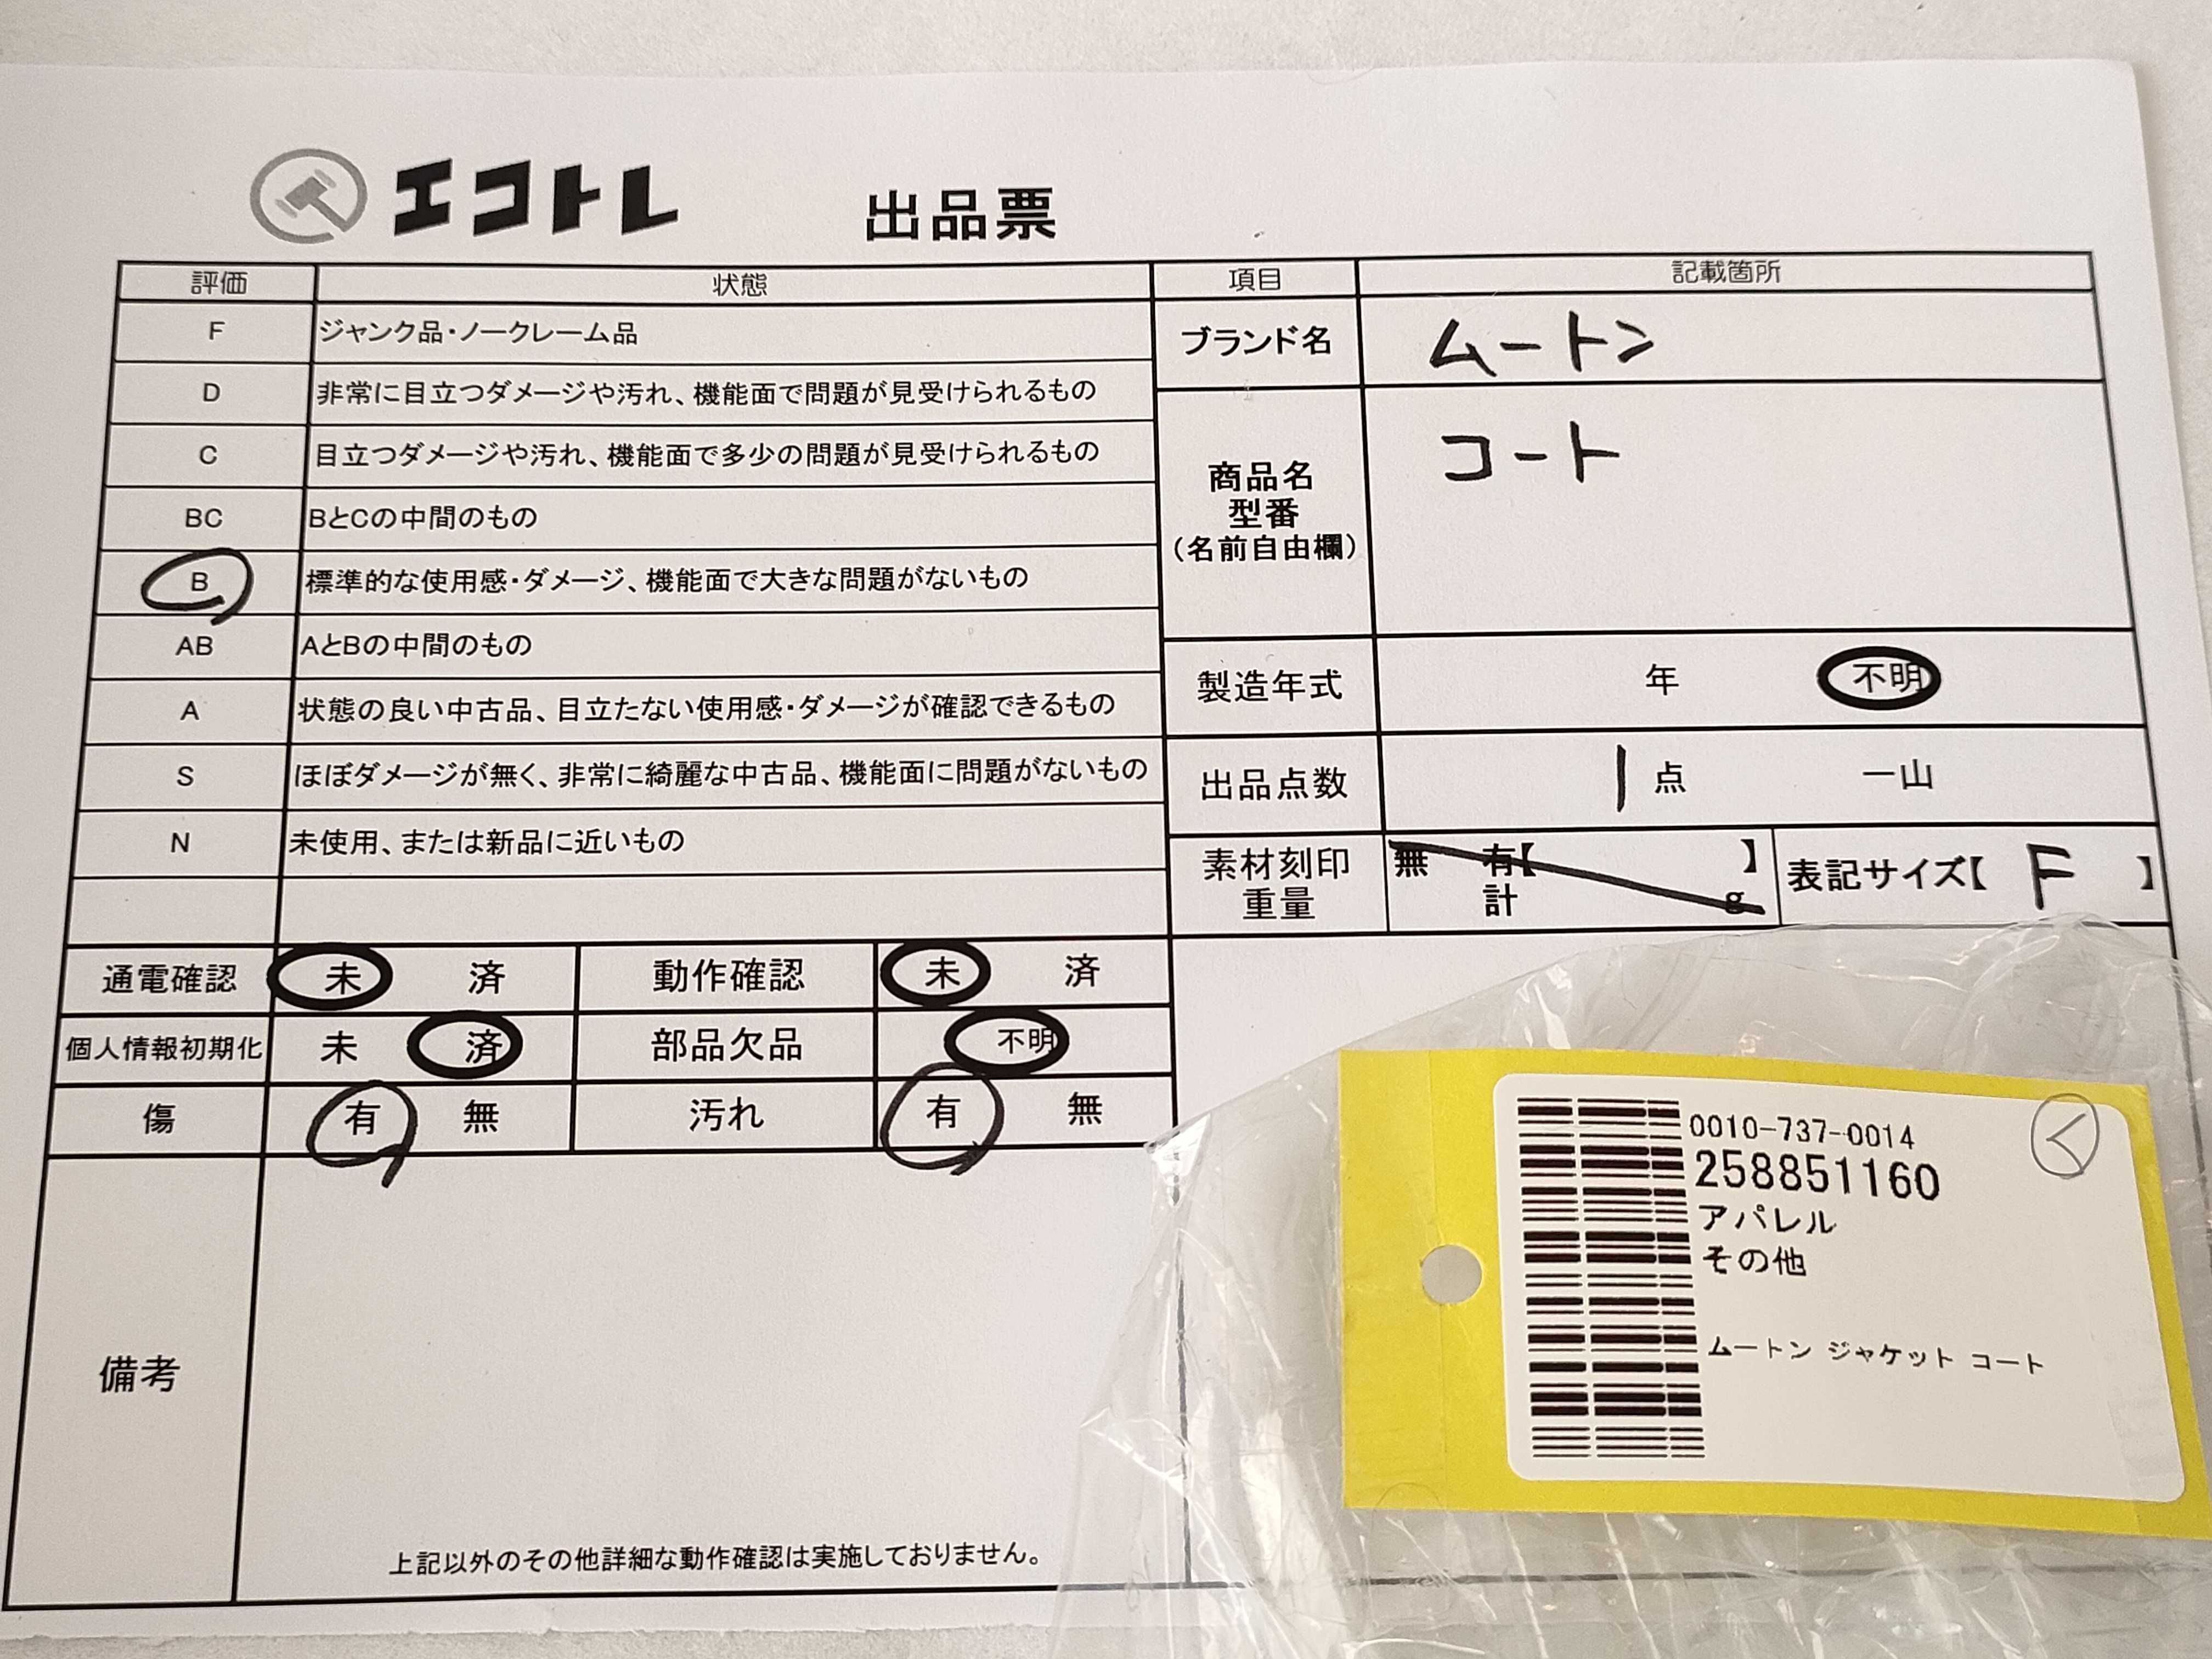 エコトレ 出品票
評価 状態 項目 記載箇所
F ジャンク品・ノークレーム品
D 非常に目立つダメージや汚れ、機能面で問題が見受けられるもの
C 目立つダメージや汚れ、機能面で多少の問題が見受けられるもの
BC BとCの中間のもの
B 標準的な使用感・ダメージ、機能面で大きな問題がないもの
AB AとBの中間のもの
A 状態の良い中古品、目立たない使用感・ダメージが確認できるもの
S ほぼダメージが無く、非常に綺麗な中古品、機能面に問題がないもの
N 未使用、または新品に近いもの
ブランド名 ムートン
商品名
型番
(名前自由欄)
コート
製造年式 年 不明
出品点数 1 点 一山
素材刻印
重量
無 有【 】
計 g
表記サイズ【 F 】
通電確認 未 済 動作確認 未 済
個人情報初期化 未 済 部品欠品 不明
傷 有 無 汚れ 有 無
備考
上記以外のその他詳細な動作確認は実施しておりません。
0010-737-0014
く
258851160
アパレル
その他
ムートン ジャケット コート